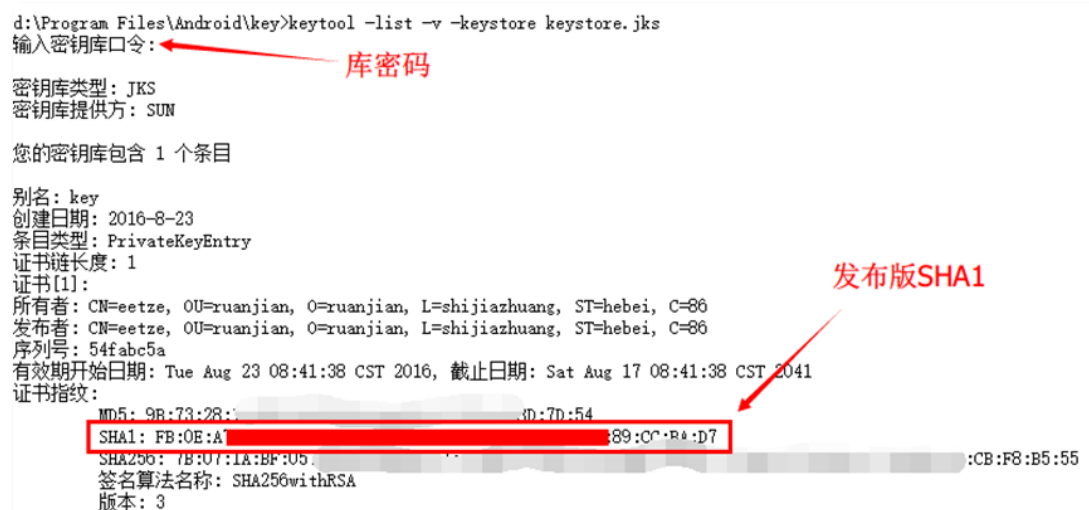 d:\Program Files\Android\key>keytool -list -v -keystore keystore.jks
输入密钥库口令:
库密码
密钥库类型: JKS
密钥库提供方: SUN
您的密钥库包含 1 个条目
别名: key
创建日期: 2016-8-23
条目类型: PrivateKeyEntry
证书链长度: 1
证书[1]:
发布版SHA1
所有者: CN=eetze, OU=ruanjian, O=ruanjian, L=shijiazhuang, ST=hebei, C=86
发布者: CN=eetze, OU=ruanjian, O=ruanjian, L=shijiazhuang, ST=hebei, C=86
序列号: 54fabc5a
有效期开始日期: Tue Aug 23 08:41:38 CST 2016, 截止日期: Sat Aug 17 08:41:38 CST 2041
证书指纹:
MD5: 9B:73:28: :7D:54
SHA1: FB:0E: :89:CC:BA:D7
SHA256: 7B:07:1A:BF:05: :CB:F8:B5:55
签名算法名称: SHA256withRSA
版本: 3